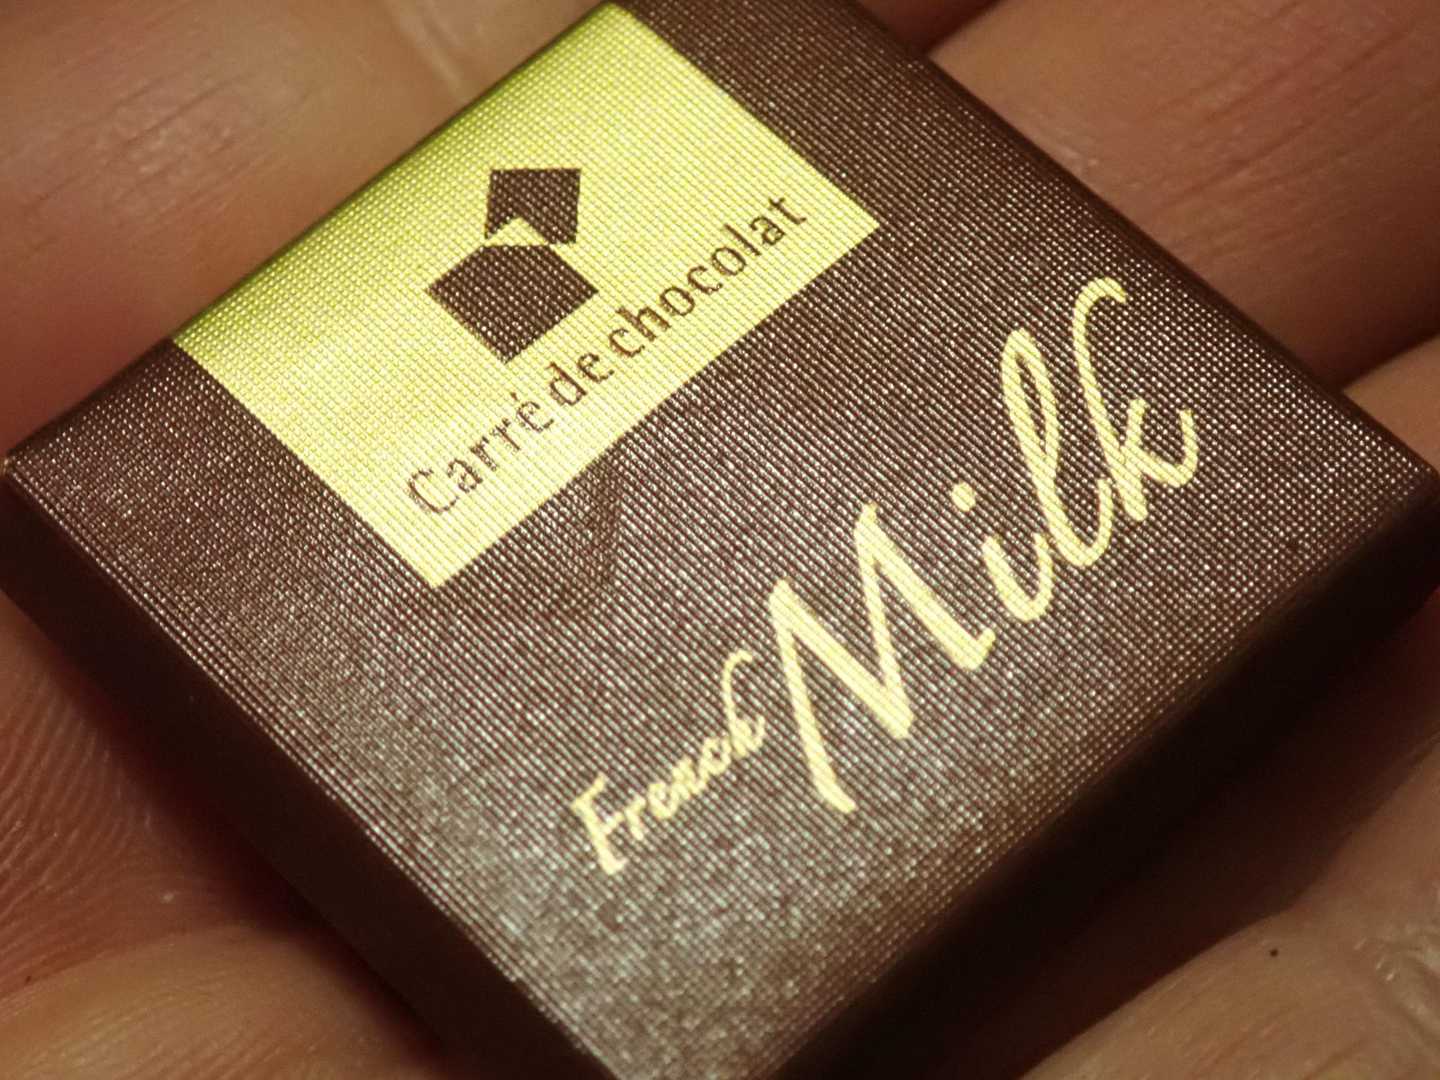 Carré de chocolat
French Milk